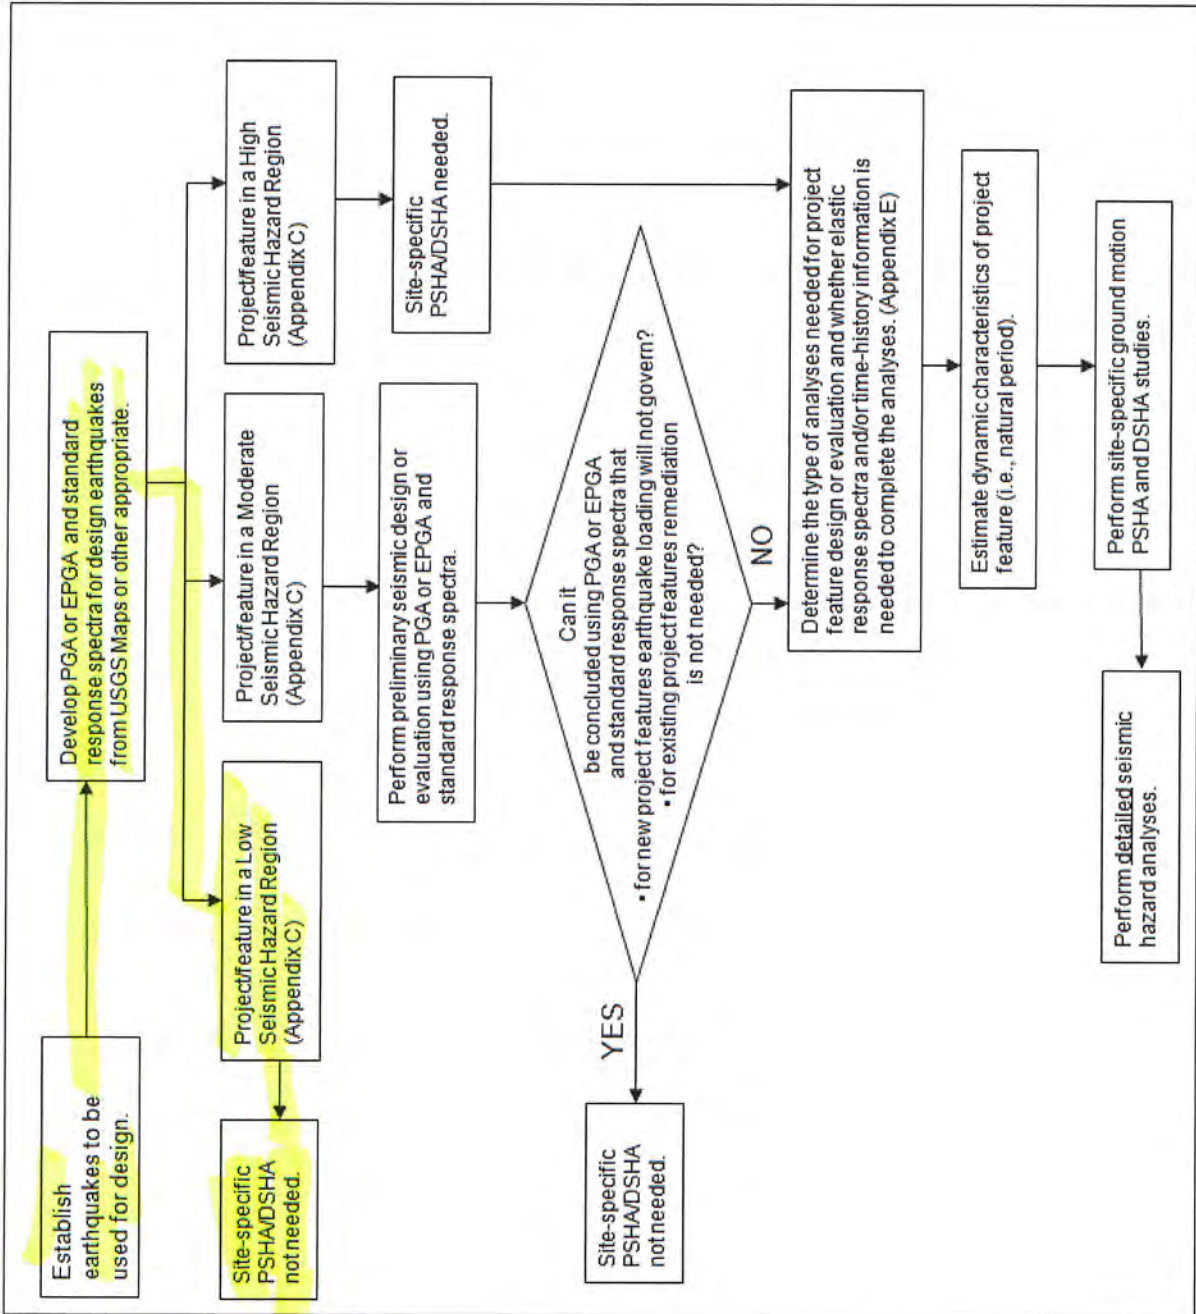 Establish
earthquakes to be
used for design.
Develop PGA or EPGA and standard
response spectra for design earthquakes
from USGS Maps or other appropriate.
Site-specific
PSHA/DSHA
not needed.
Project/feature in a Low
Seismic Hazard Region
(Appendix C)
Project/feature in a Moderate
Seismic Hazard Region
(Appendix C)
Project/feature in a High
Seismic Hazard Region
(Appendix C)
Perform preliminary seismic design or
evaluation using PGA or EPGA and
standard response spectra.
Site-specific
PSHA/DSHA needed.
Site-specific
PSHA/DSHA
not needed.
YES
Can it
be concluded using PGA or EPGA
and standard response spectra that
▪ for new project features earthquake loading will not govern?
▪ for existing project features remediation
is not needed?
NO
Determine the type of analyses needed for project
feature design or evaluation and whether elastic
response spectra and/or time-history information is
needed to complete the analyses. (Appendix E)
Estimate dynamic characteristics of project
feature (i.e., natural period).
Perform site-specific ground motion
PSHA and DSHA studies.
Perform detailed seismic
hazard analyses.